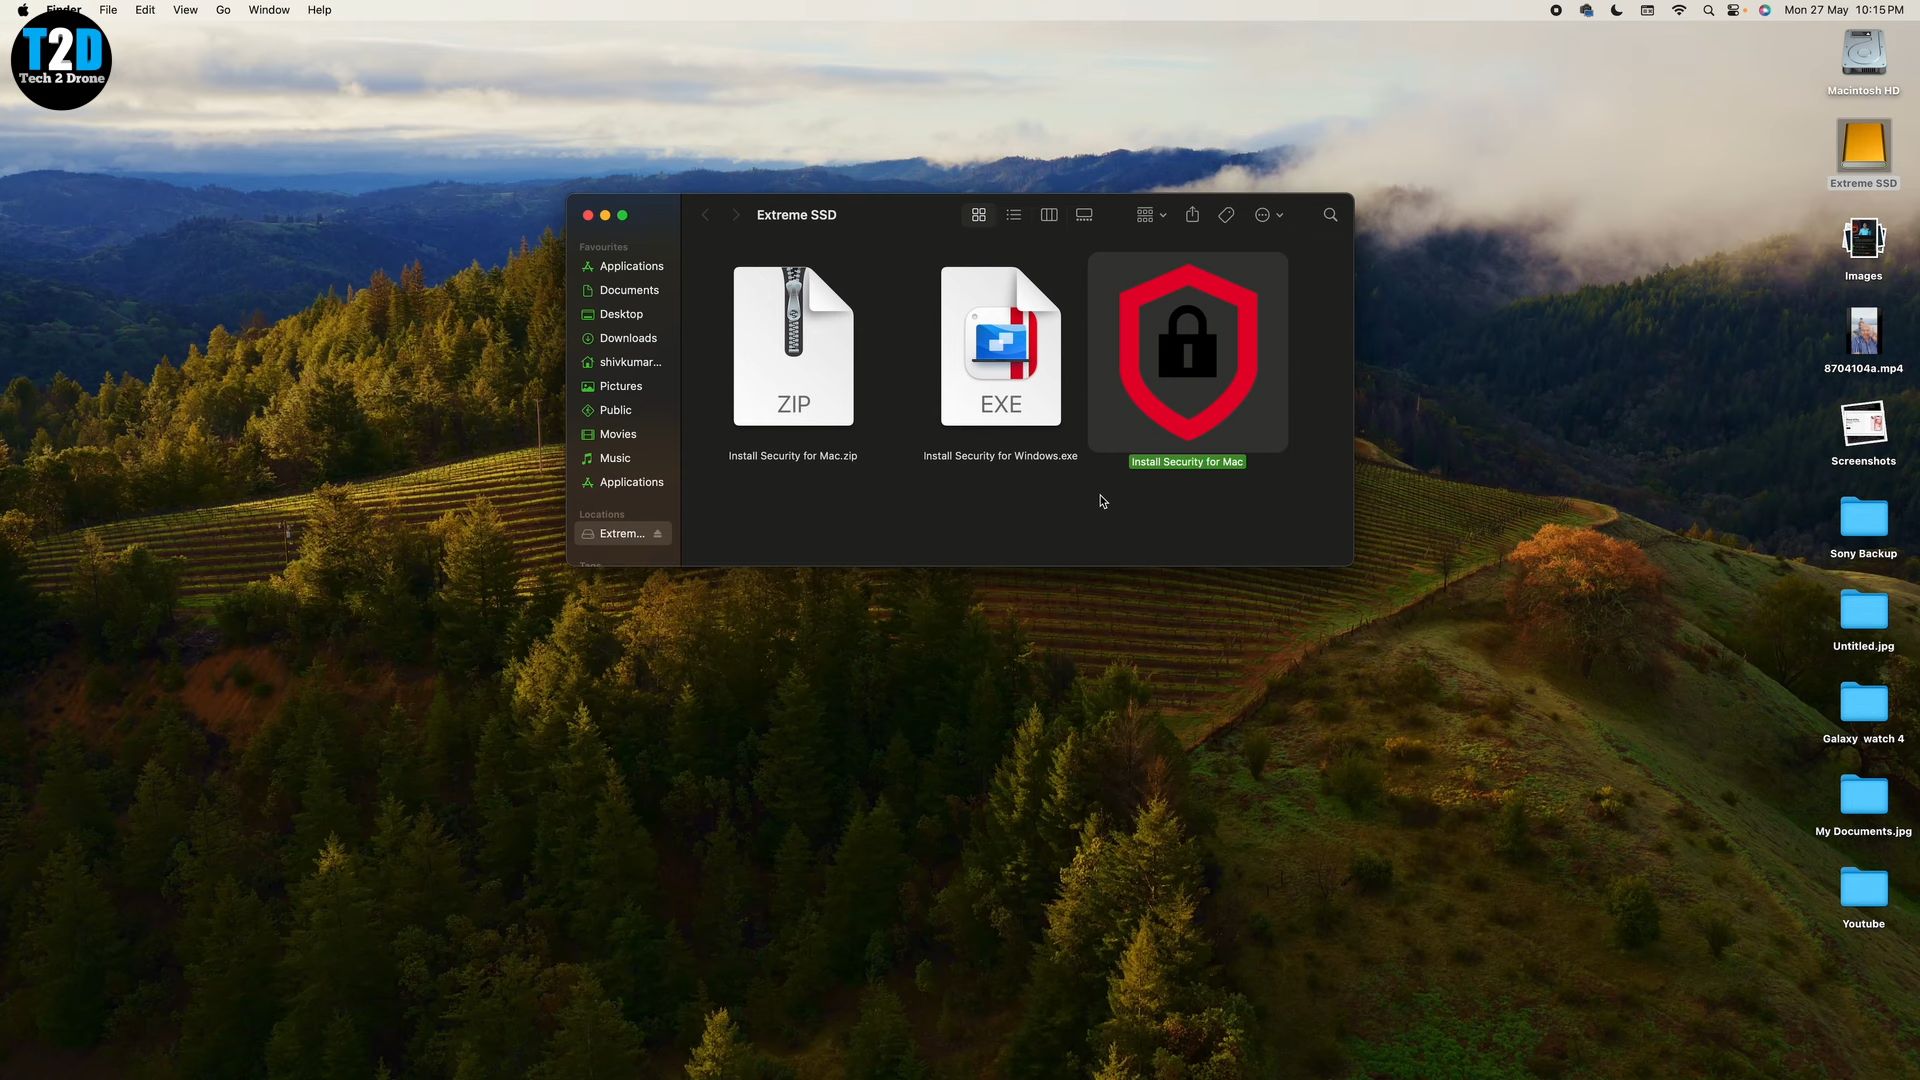 Finder File Edit View Go Window Help
Mon 27 May 10:15 PM
T2D
Tech 2 Drone
Macintosh HD
Extreme SSD
Images
8704104a.mp4
Screenshots
Sony Backup
Untitled.jpg
Galaxy watch 4
My Documents.jpg
Youtube
Extreme SSD
Favourites
Applications
Documents
Desktop
Downloads
shivkumar...
Pictures
Public
Movies
Music
Applications
Locations
Extrem...
Tags
ZIP
Install Security for Mac.zip
EXE
Install Security for Windows.exe
Install Security for Mac